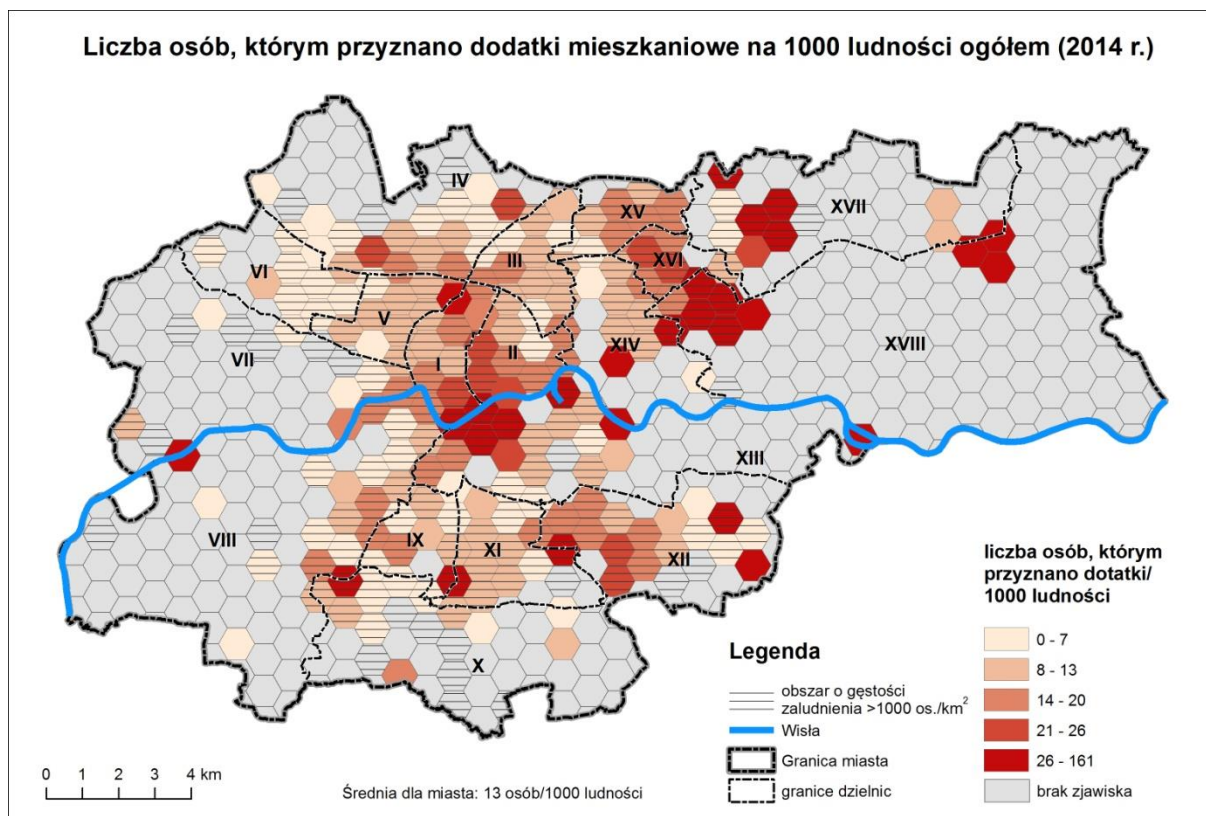 Liczba osób, którym przyznano dodatki mieszkaniowe na 1000 ludności ogółem (2014 r.)
IV
XV
XVII
VI
III
XVI
V
VII
I
II
XIV
XVIII
XIII
VIII
IX
XI
XII
X
liczba osób, którym
przyznano dotatki/
1000 ludności
0 - 7
8 - 13
14 - 20
21 - 26
26 - 161
brak zjawiska
Legenda
obszar o gęstości
zaludnienia >1000 os./km²
Wisła
Granica miasta
granice dzielnic
0 1 2 3 4 km
Średnia dla miasta: 13 osób/1000 ludności